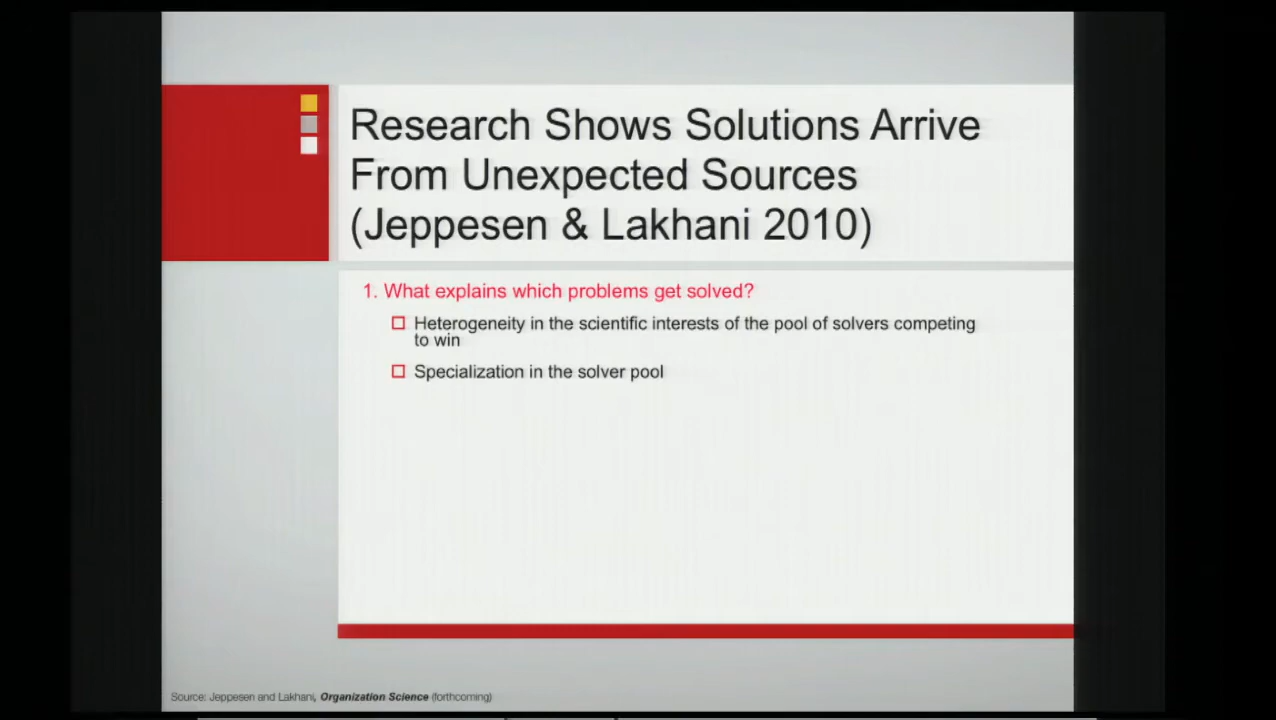 Research Shows Solutions Arrive
From Unexpected Sources
(Jeppesen & Lakhani 2010)
1. What explains which problems get solved?
Heterogeneity in the scientific interests of the pool of solvers competing
to win
Specialization in the solver pool
Source: Jeppesen and Lakhani, Organization Science (forthcoming)